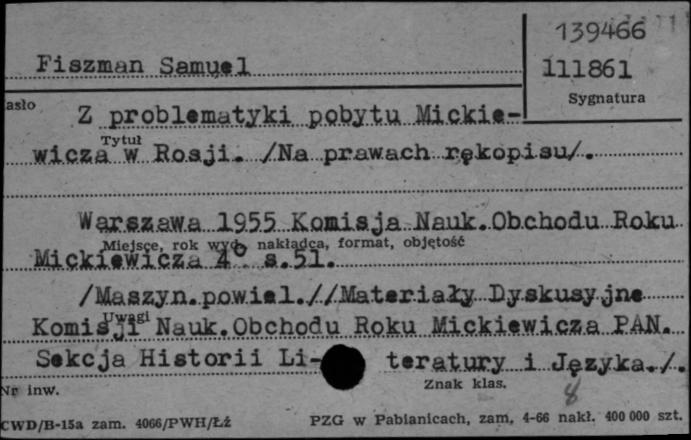 139466
Fiszman Samuel
111861
asło
Sygnatura
Z problematyki pobytu Mickie-
Tytuł
wicza w Rosji. /Na prawach rękopisu/.
Warszawa 1955 Komisja Nauk.Obchodu Roku
Miejsce, rok wyd. nakładca, format, objętość
Mickiewicza 4° s.51.
/Maszyn.powiel.//Materiały Dyskusyjne
Uwagi
Komisji Nauk.Obchodu Roku Mickiewicza PAN.
Sekcja Historii Li- teratury i Języka./.
Nr inw.
Znak klas.
8
CWD/B-15a zam. 4066/PWH/Łź
PZG w Pabianicach, zam. 4-66 nakł. 400 000 szt.